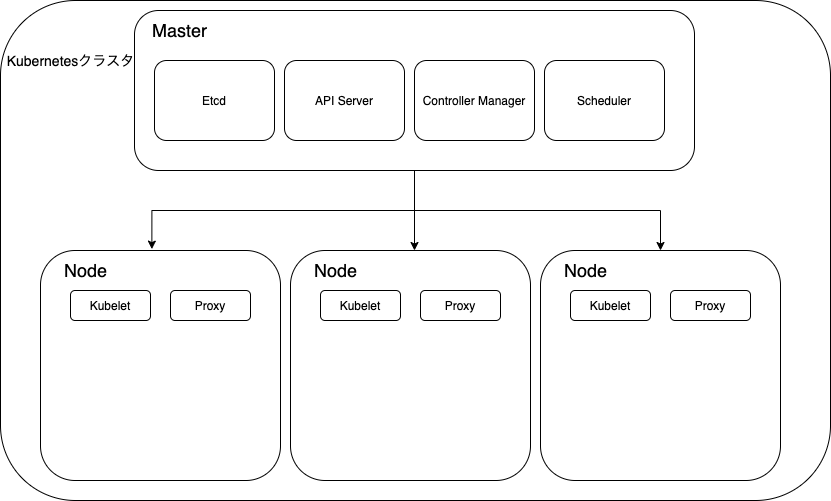 Master
Kubernetesクラスタ
Etcd
API Server
Controller Manager
Scheduler
Node
Node
Node
Kubelet
Proxy
Kubelet
Proxy
Kubelet
Proxy